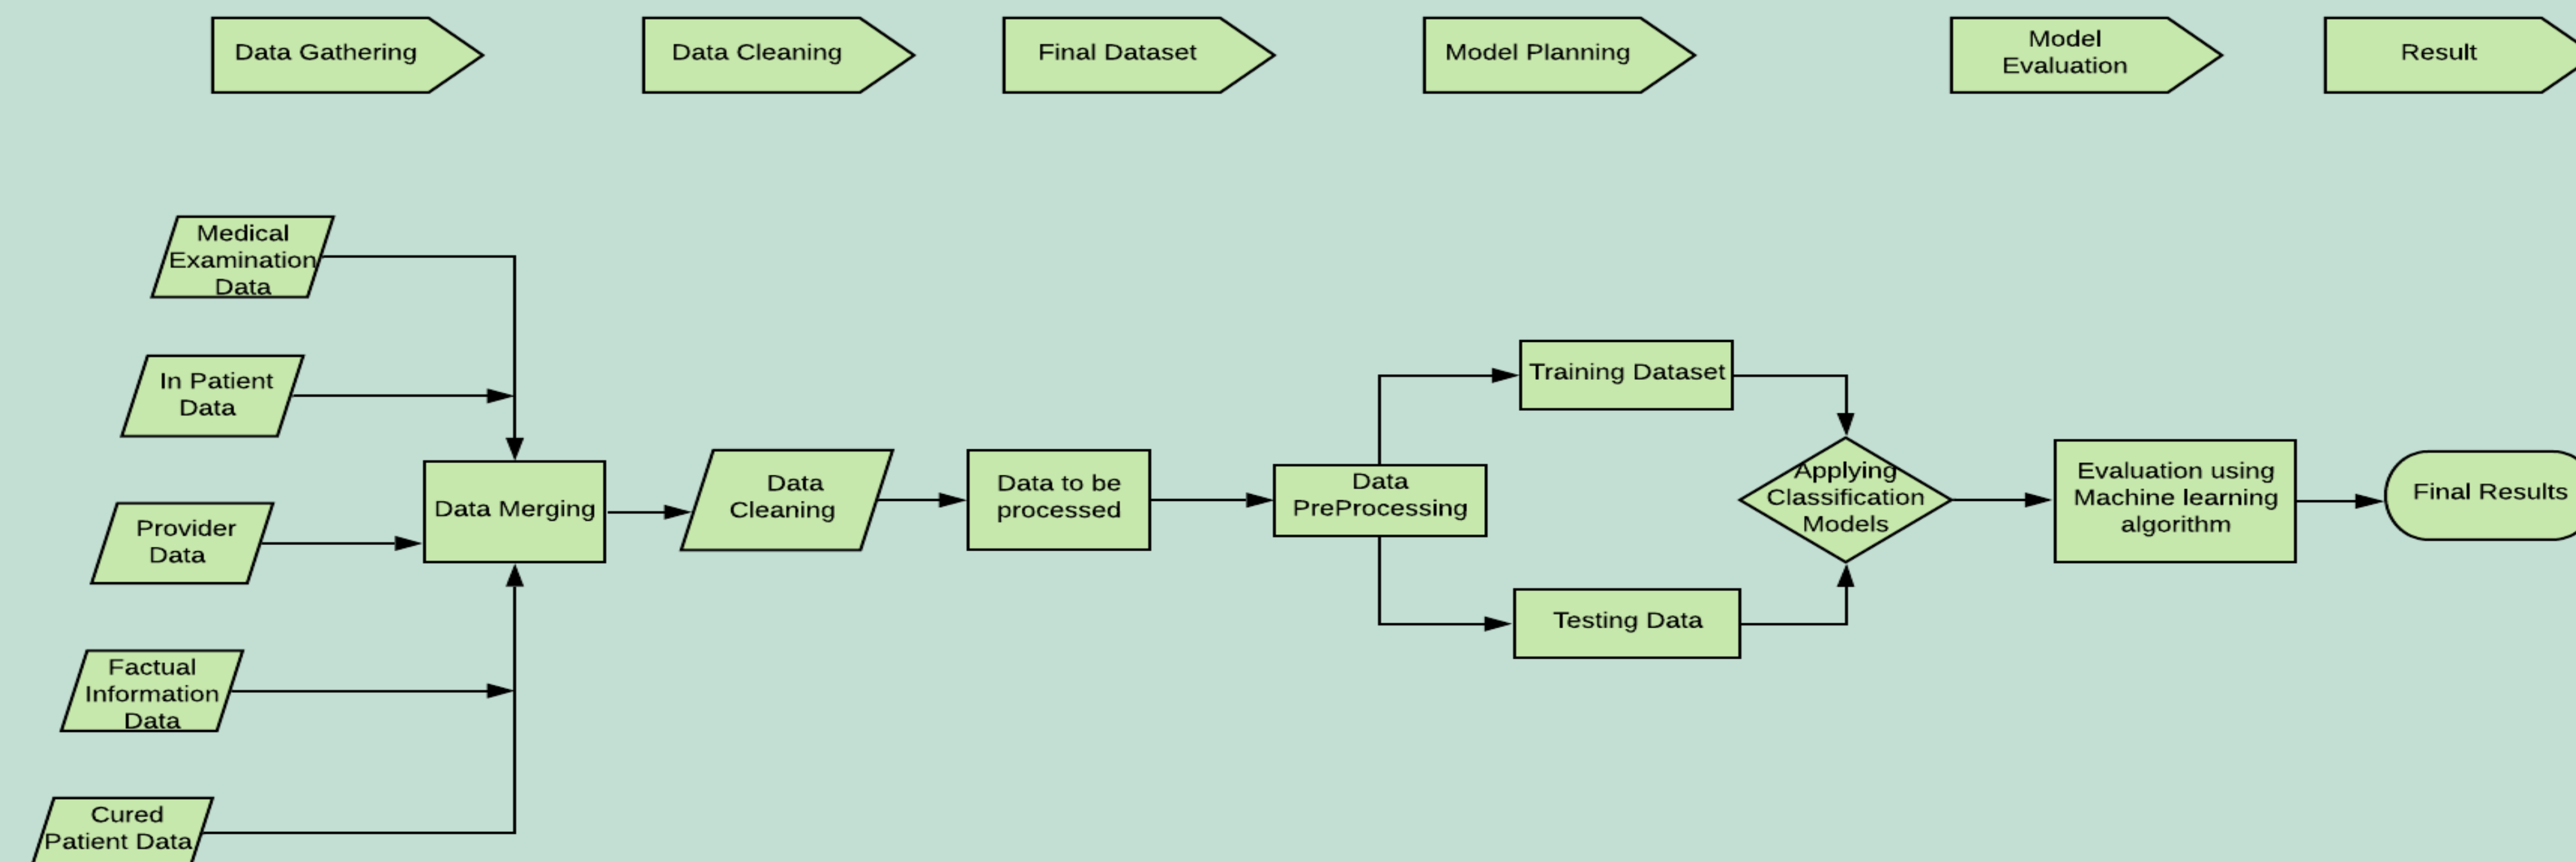 Data Gathering
Data Cleaning
Final Dataset
Model Planning
Model
Evaluation
Result
Medical
Examination
Data
In Patient
Data
Provider
Data
Factual
Information
Data
Cured
Patient Data
Data Merging
Data
Cleaning
Data to be
processed
Data
PreProcessing
Training Dataset
Testing Data
Applying
Classification
Models
Evaluation using
Machine learning
algorithm
Final Results